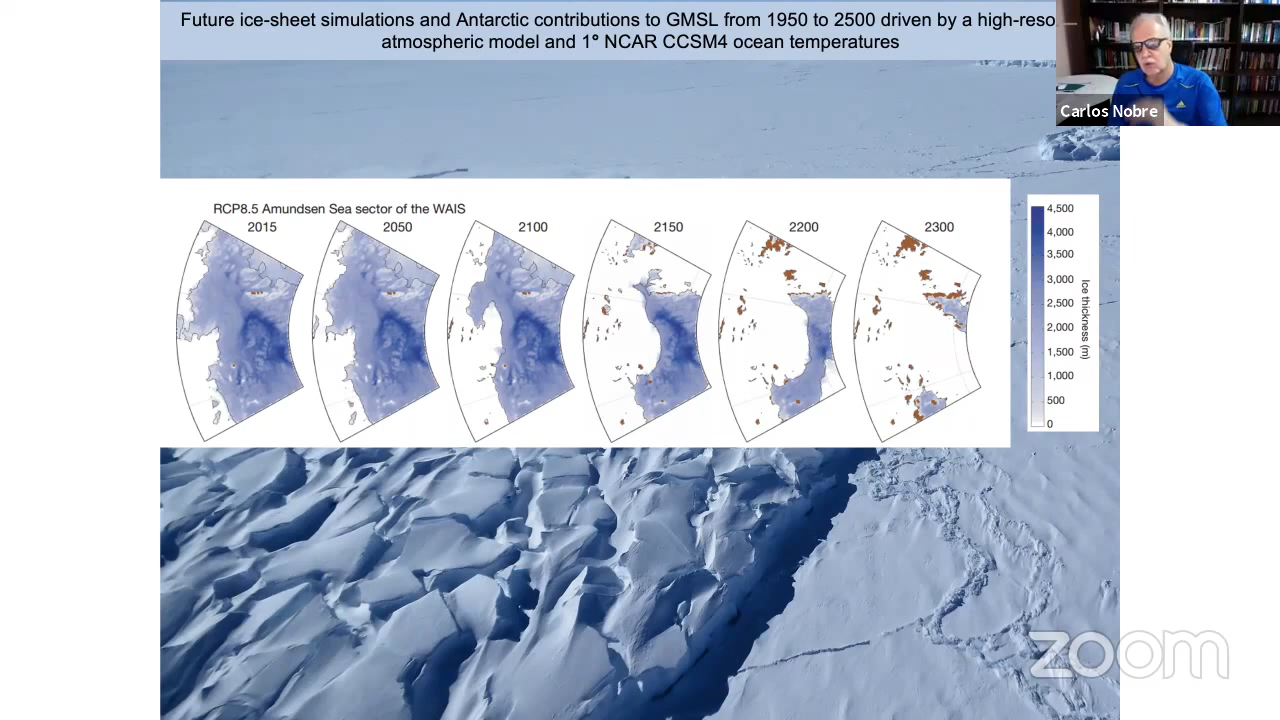 Future ice-sheet simulations and Antarctic contributions to GMSL from 1950 to 2500 driven by a high-reso
atmospheric model and 1° NCAR CCSM4 ocean temperatures
Carlos Nobre
RCP8.5 Amundsen Sea sector of the WAIS
2015 2050 2100 2150 2200 2300
4,500
4,000
3,500
3,000
2,500
2,000
1,500
1,000
500
0
Ice thickness (m)
zoom